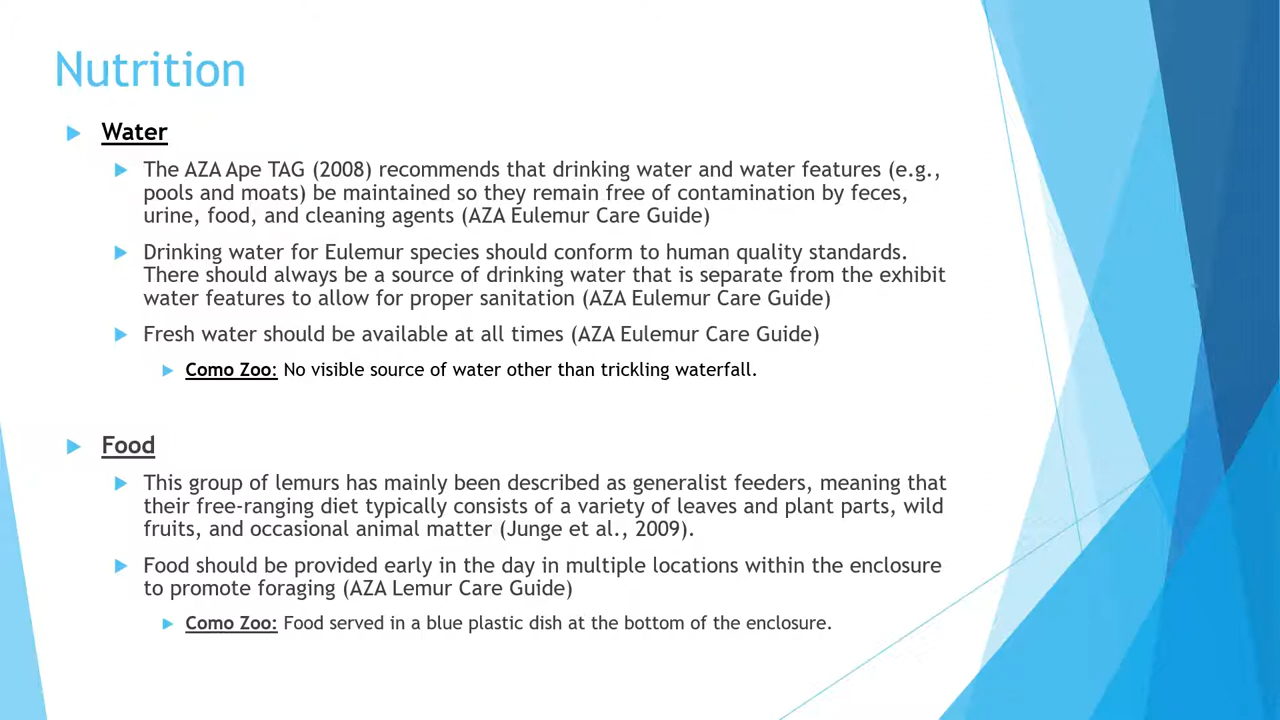 Nutrition
Water
The AZA Ape TAG (2008) recommends that drinking water and water features (e.g.,
pools and moats) be maintained so they remain free of contamination by feces,
urine, food, and cleaning agents (AZA Eulemur Care Guide)
Drinking water for Eulemur species should conform to human quality standards.
There should always be a source of drinking water that is separate from the exhibit
water features to allow for proper sanitation (AZA Eulemur Care Guide)
Fresh water should be available at all times (AZA Eulemur Care Guide)
Como Zoo: No visible source of water other than trickling waterfall.
Food
This group of lemurs has mainly been described as generalist feeders, meaning that
their free-ranging diet typically consists of a variety of leaves and plant parts, wild
fruits, and occasional animal matter (Junge et al., 2009).
Food should be provided early in the day in multiple locations within the enclosure
to promote foraging (AZA Lemur Care Guide)
Como Zoo: Food served in a blue plastic dish at the bottom of the enclosure.